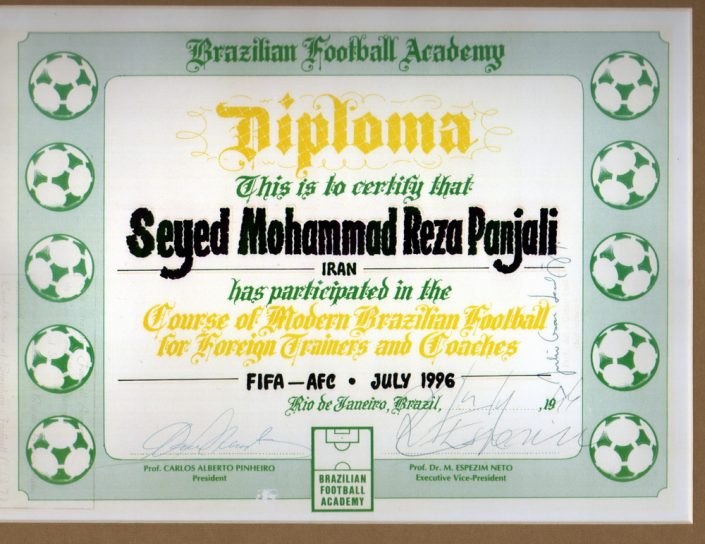 Brazilian Football Academy
Diploma
This is to certify that
Seyed Mohammad Reza Panjali
IRAN
has participated in the
Course of Modern Brazilian Football
for Foreign Trainers and Coaches
FIFA—AFC • JULY 1996
Rio de Janeiro, Brazil, July, 1996
Prof. CARLOS ALBERTO PINHEIRO
President
Prof. Dr. M. ESPEZIM NETO
Executive Vice-President
BRAZILIAN
FOOTBALL
ACADEMY